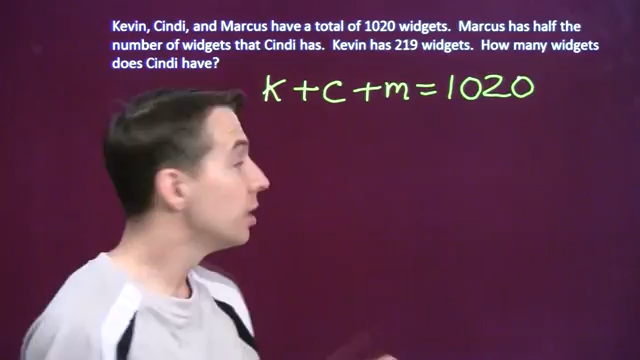 Kevin, Cindi, and Marcus have a total of 1020 widgets. Marcus has half the
number of widgets that Cindi has. Kevin has 219 widgets. How many widgets
does Cindi have?
K + C + m = 1020